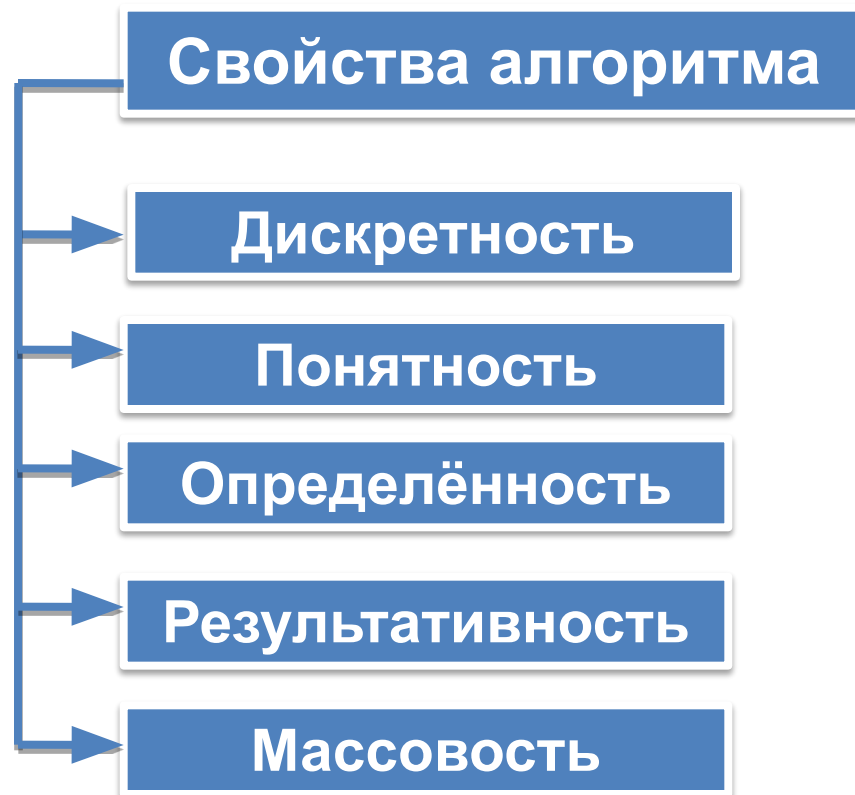 Свойства алгоритма
Дискретность
Понятность
Определённость
Результативность
Массовость